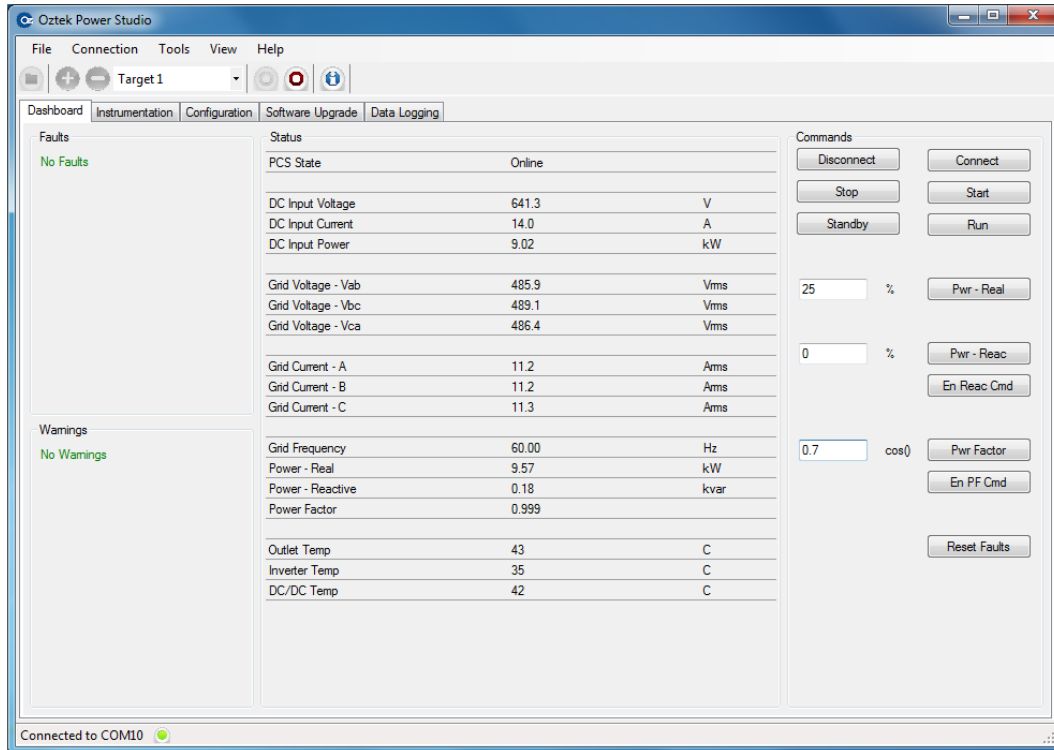 Oztek Power Studio
File Connection Tools View Help
Target 1
Dashboard Instrumentation Configuration Software Upgrade Data Logging
Faults
No Faults
Warnings
No Warnings
Status
PCS State Online
DC Input Voltage 641.3 V
DC Input Current 14.0 A
DC Input Power 9.02 kW
Grid Voltage - Vab 485.9 Vrms
Grid Voltage - Vbc 489.1 Vrms
Grid Voltage - Vca 486.4 Vrms
Grid Current - A 11.2 Arms
Grid Current - B 11.2 Arms
Grid Current - C 11.3 Arms
Grid Frequency 60.00 Hz
Power - Real 9.57 kW
Power - Reactive 0.18 kvar
Power Factor 0.999
Outlet Temp 43 C
Inverter Temp 35 C
DC/DC Temp 42 C
Commands
Disconnect Connect
Stop Start
Standby Run
25 % Pwr - Real
0 % Pwr - Reac
En Reac Cmd
0.7 cos() Pwr Factor
En PF Cmd
Reset Faults
Connected to COM10